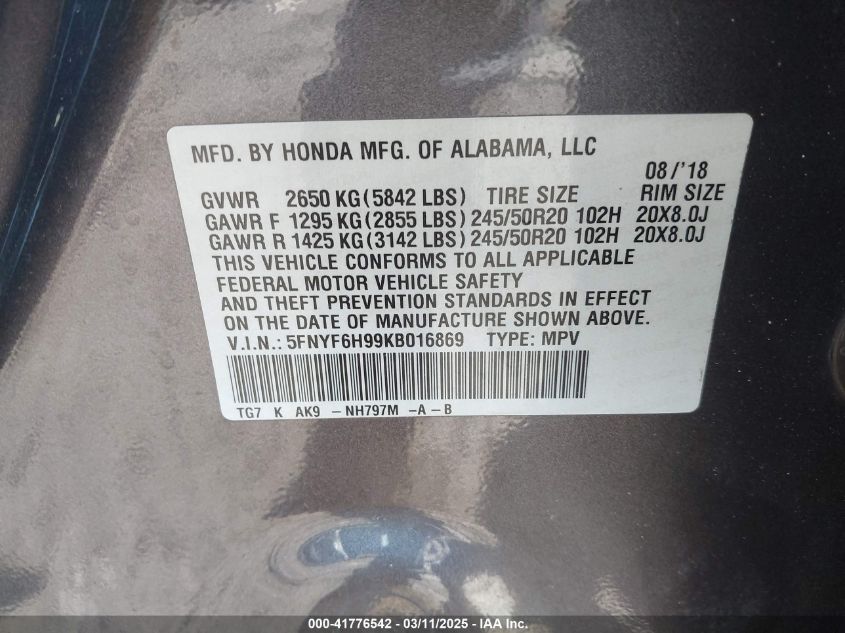 MFD. BY HONDA MFG. OF ALABAMA, LLC
08/'18
GVWR 2650 KG(5842 LBS) TIRE SIZE RIM SIZE
GAWR F 1295 KG(2855 LBS) 245/50R20 102H 20X8.0J
GAWR R 1425 KG(3142 LBS) 245/50R20 102H 20X8.0J
THIS VEHICLE CONFORMS TO ALL APPLICABLE
FEDERAL MOTOR VEHICLE SAFETY
AND THEFT PREVENTION STANDARDS IN EFFECT
ON THE DATE OF MANUFACTURE SHOWN ABOVE.
V.I.N.: 5FNYF6H99KB016869 TYPE: MPV
TG7 K AK9 – NH797M –A–B
000-41776542 - 03/11/2025 - IAA Inc.